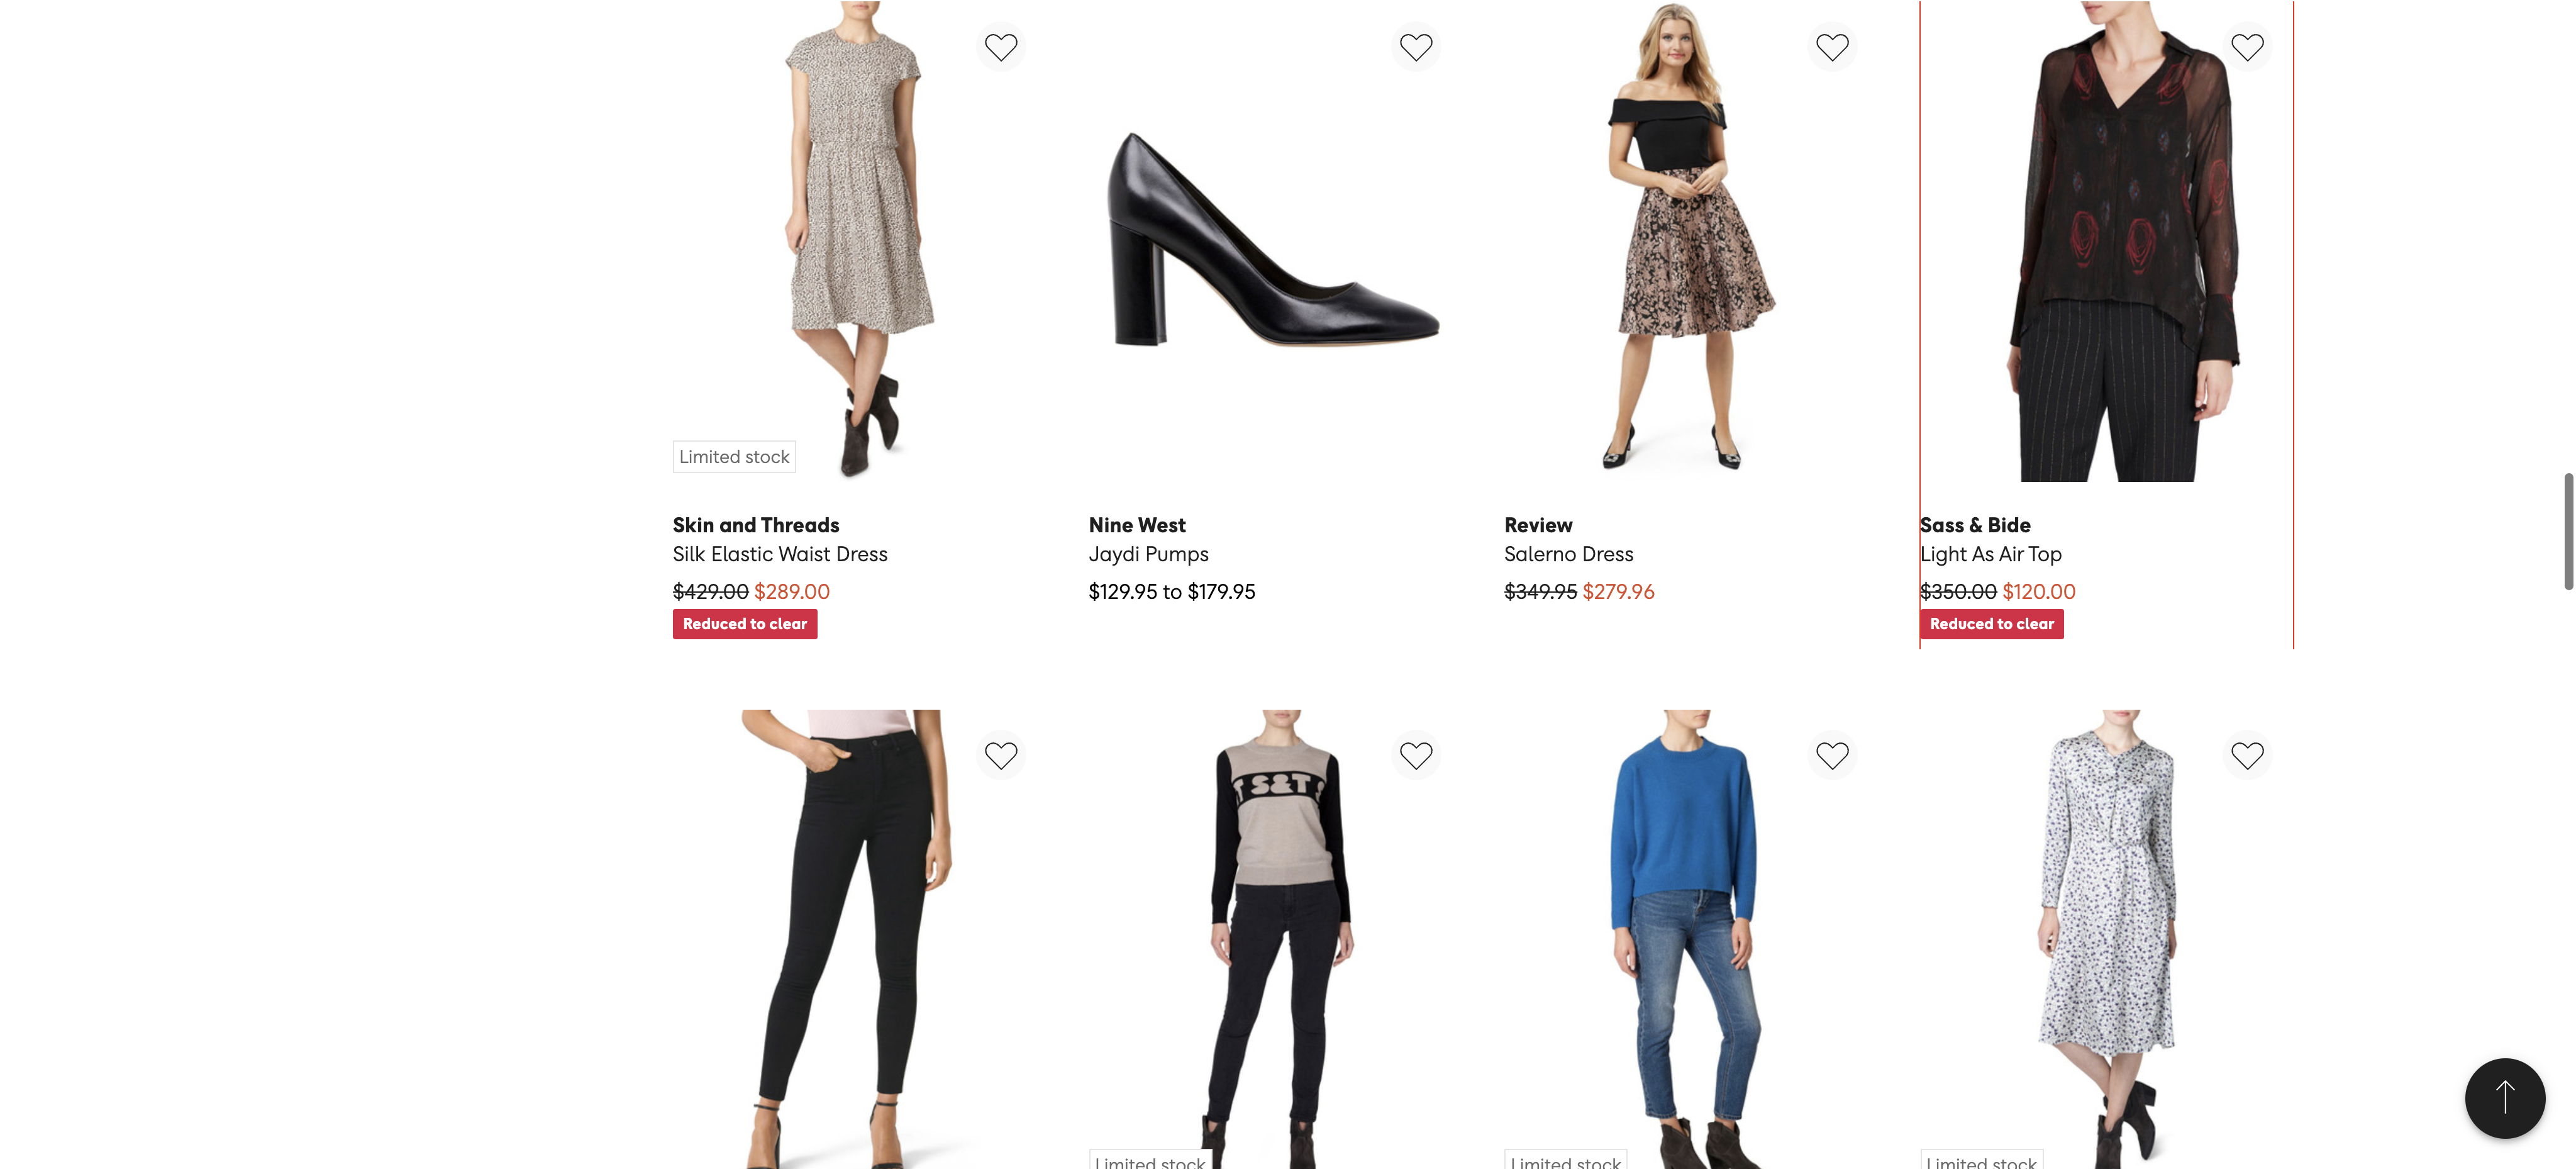 Limited stock
Skin and Threads
Silk Elastic Waist Dress
$429.00 $289.00
Reduced to clear
Nine West
Jaydi Pumps
$129.95 to $179.95
Review
Salerno Dress
$349.95 $279.96
Sass & Bide
Light As Air Top
$350.00 $120.00
Reduced to clear
T S&T S
Limited stock
Limited stock
Limited stock